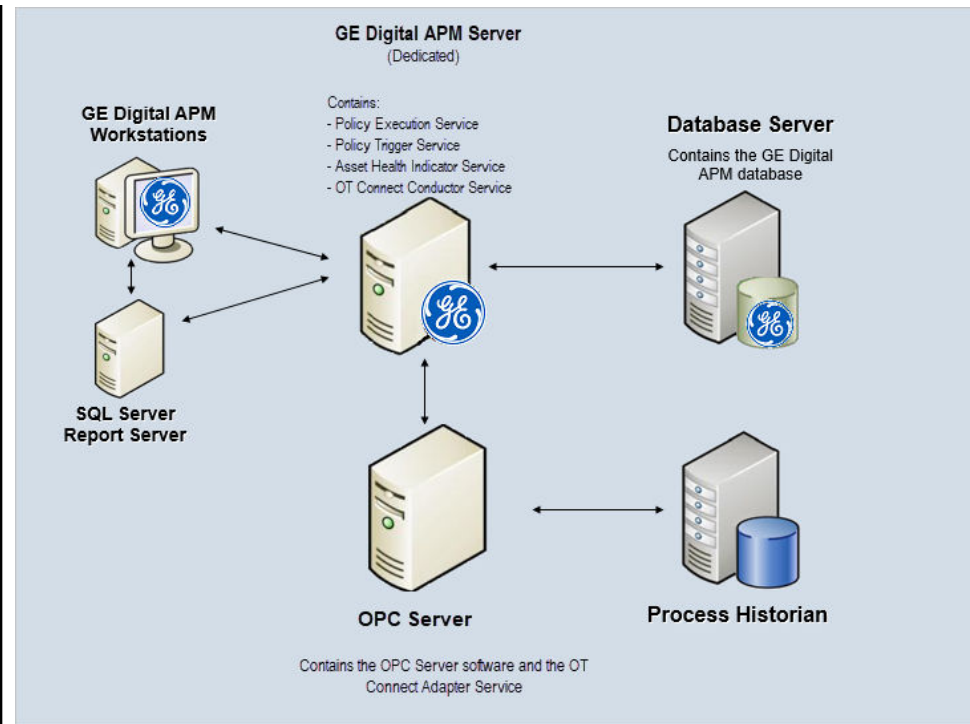 GE Digital APM Server
(Dedicated)
Contains:
- Policy Execution Service
- Policy Trigger Service
- Asset Health Indicator Service
- OT Connect Conductor Service
GE Digital APM
Workstations
Database Server
Contains the GE Digital
APM database
SQL Server
Report Server
OPC Server
Contains the OPC Server software and the OT
Connect Adapter Service
Process Historian